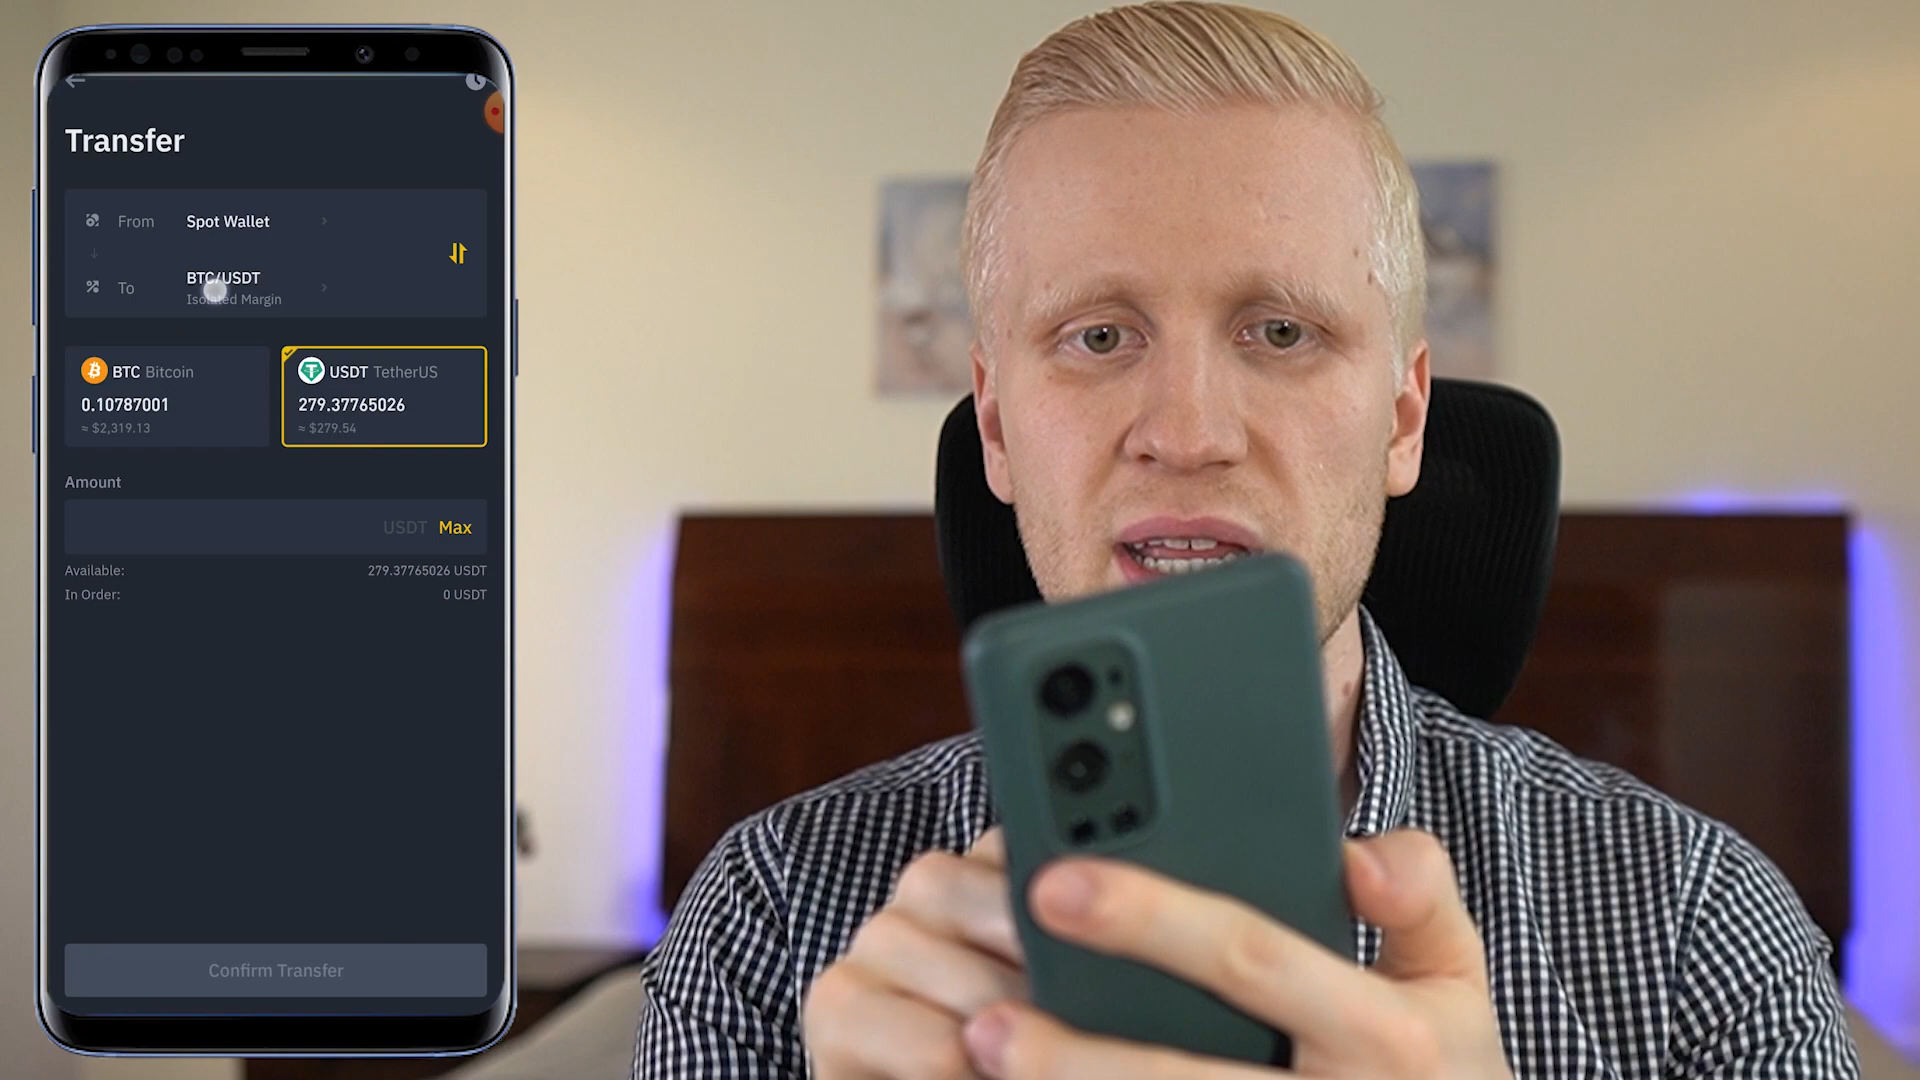 Transfer
From Spot Wallet
To BTC/USDT
Isolated Margin
BTC Bitcoin
0.10787001
≈ $2,319.13
USDT TetherUS
279.37765026
≈ $279.54
Amount
USDT Max
Available: 279.37765026 USDT
In Order: 0 USDT
Confirm Transfer